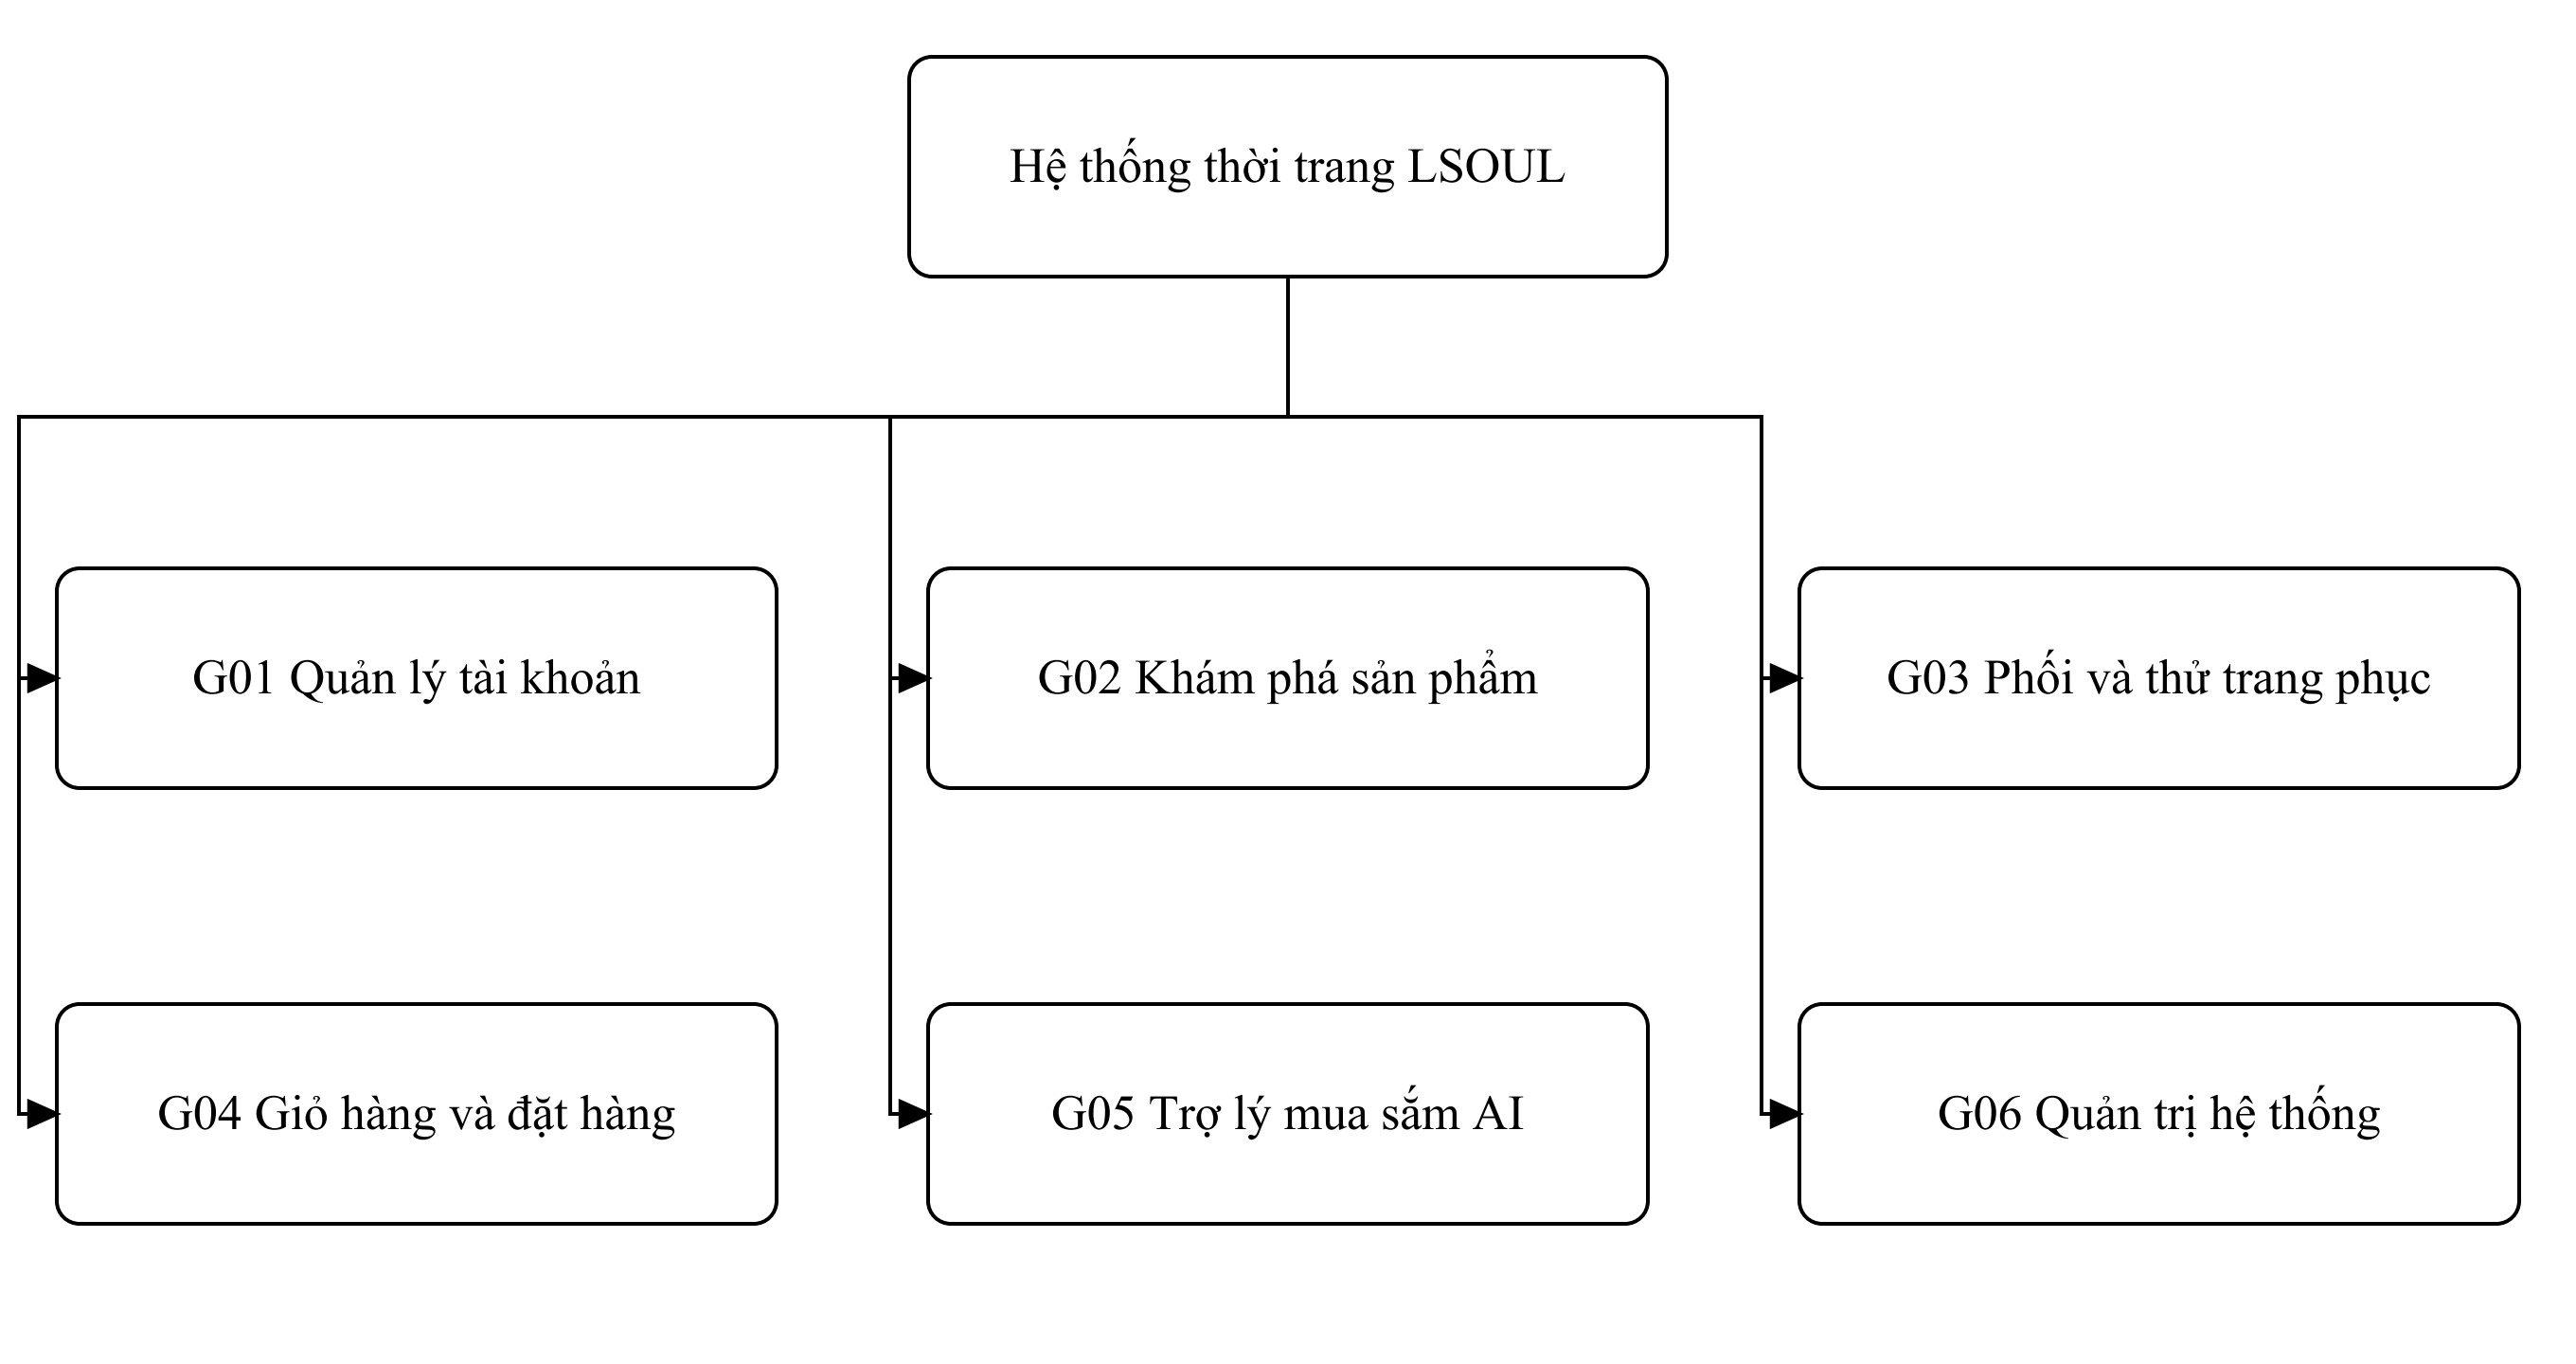 Hệ thống thời trang LSOUL
G01 Quản lý tài khoản
G02 Khám phá sản phẩm
G03 Phối và thử trang phục
G04 Giỏ hàng và đặt hàng
G05 Trợ lý mua sắm AI
G06 Quản trị hệ thống